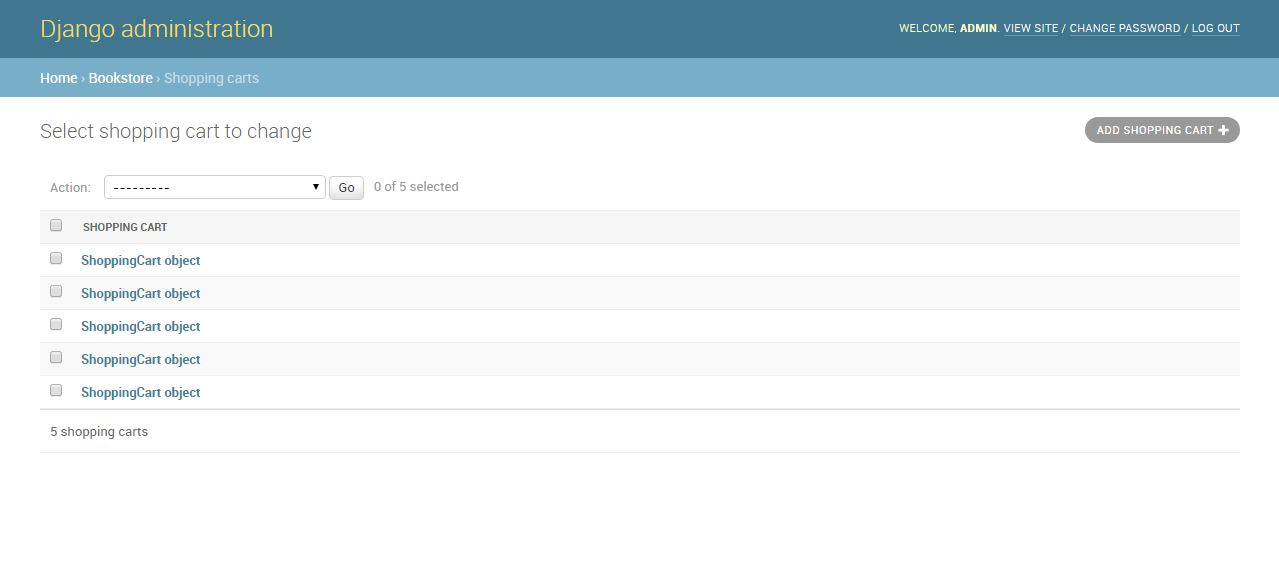 Django administration
WELCOME, ADMIN. VIEW SITE / CHANGE PASSWORD / LOG OUT
Home › Bookstore › Shopping carts
Select shopping cart to change
ADD SHOPPING CART +
Action: --------- Go 0 of 5 selected
SHOPPING CART
ShoppingCart object
ShoppingCart object
ShoppingCart object
ShoppingCart object
ShoppingCart object
5 shopping carts